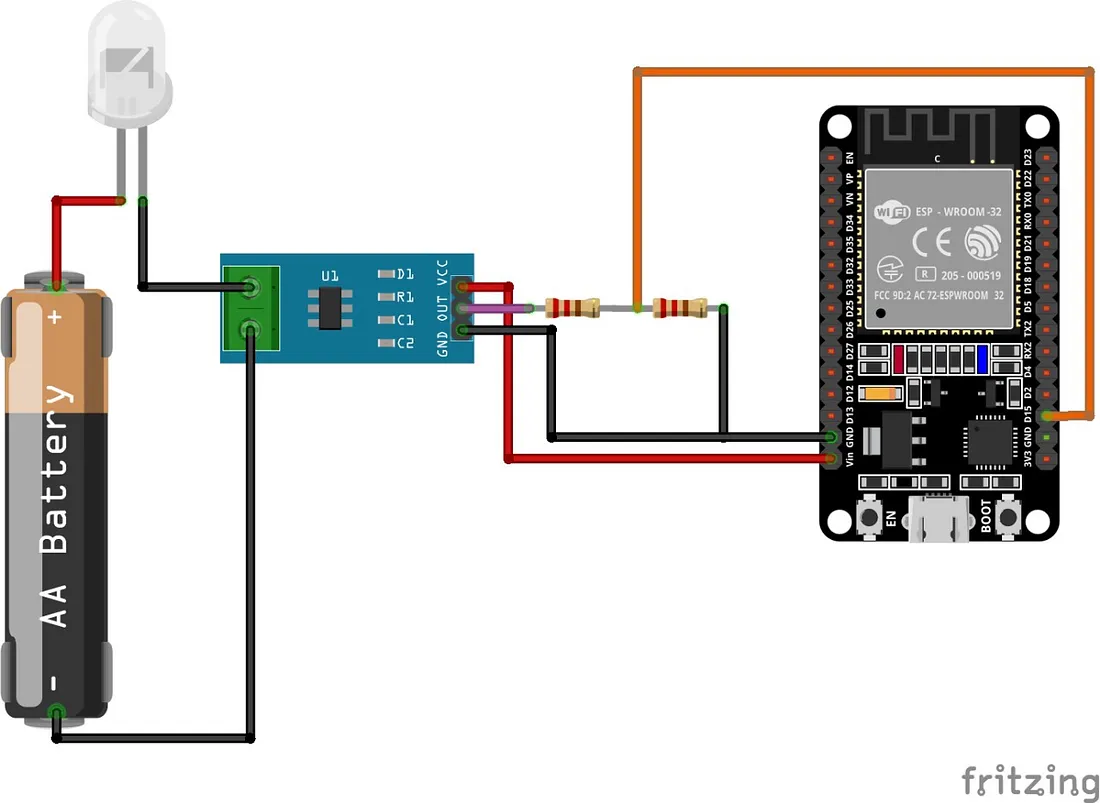 +
AA Battery
-
U1
D1
R1
C1
C2
VCC
OUT
GND
C
EN
VP
VN
D34
D35
D32
D33
D25
D26
D27
D14
D12
D13
GND
Vin
D23
D22
TX0
RX0
D21
D19
D18
D5
TX2
RX2
D4
D2
D15
GND
3V3
WiFi ESP - WROOM -32
CE
R 205 - 000519
FCC 9D:2 AC 72-ESPWROOM 32
EN
BOOT
fritzing